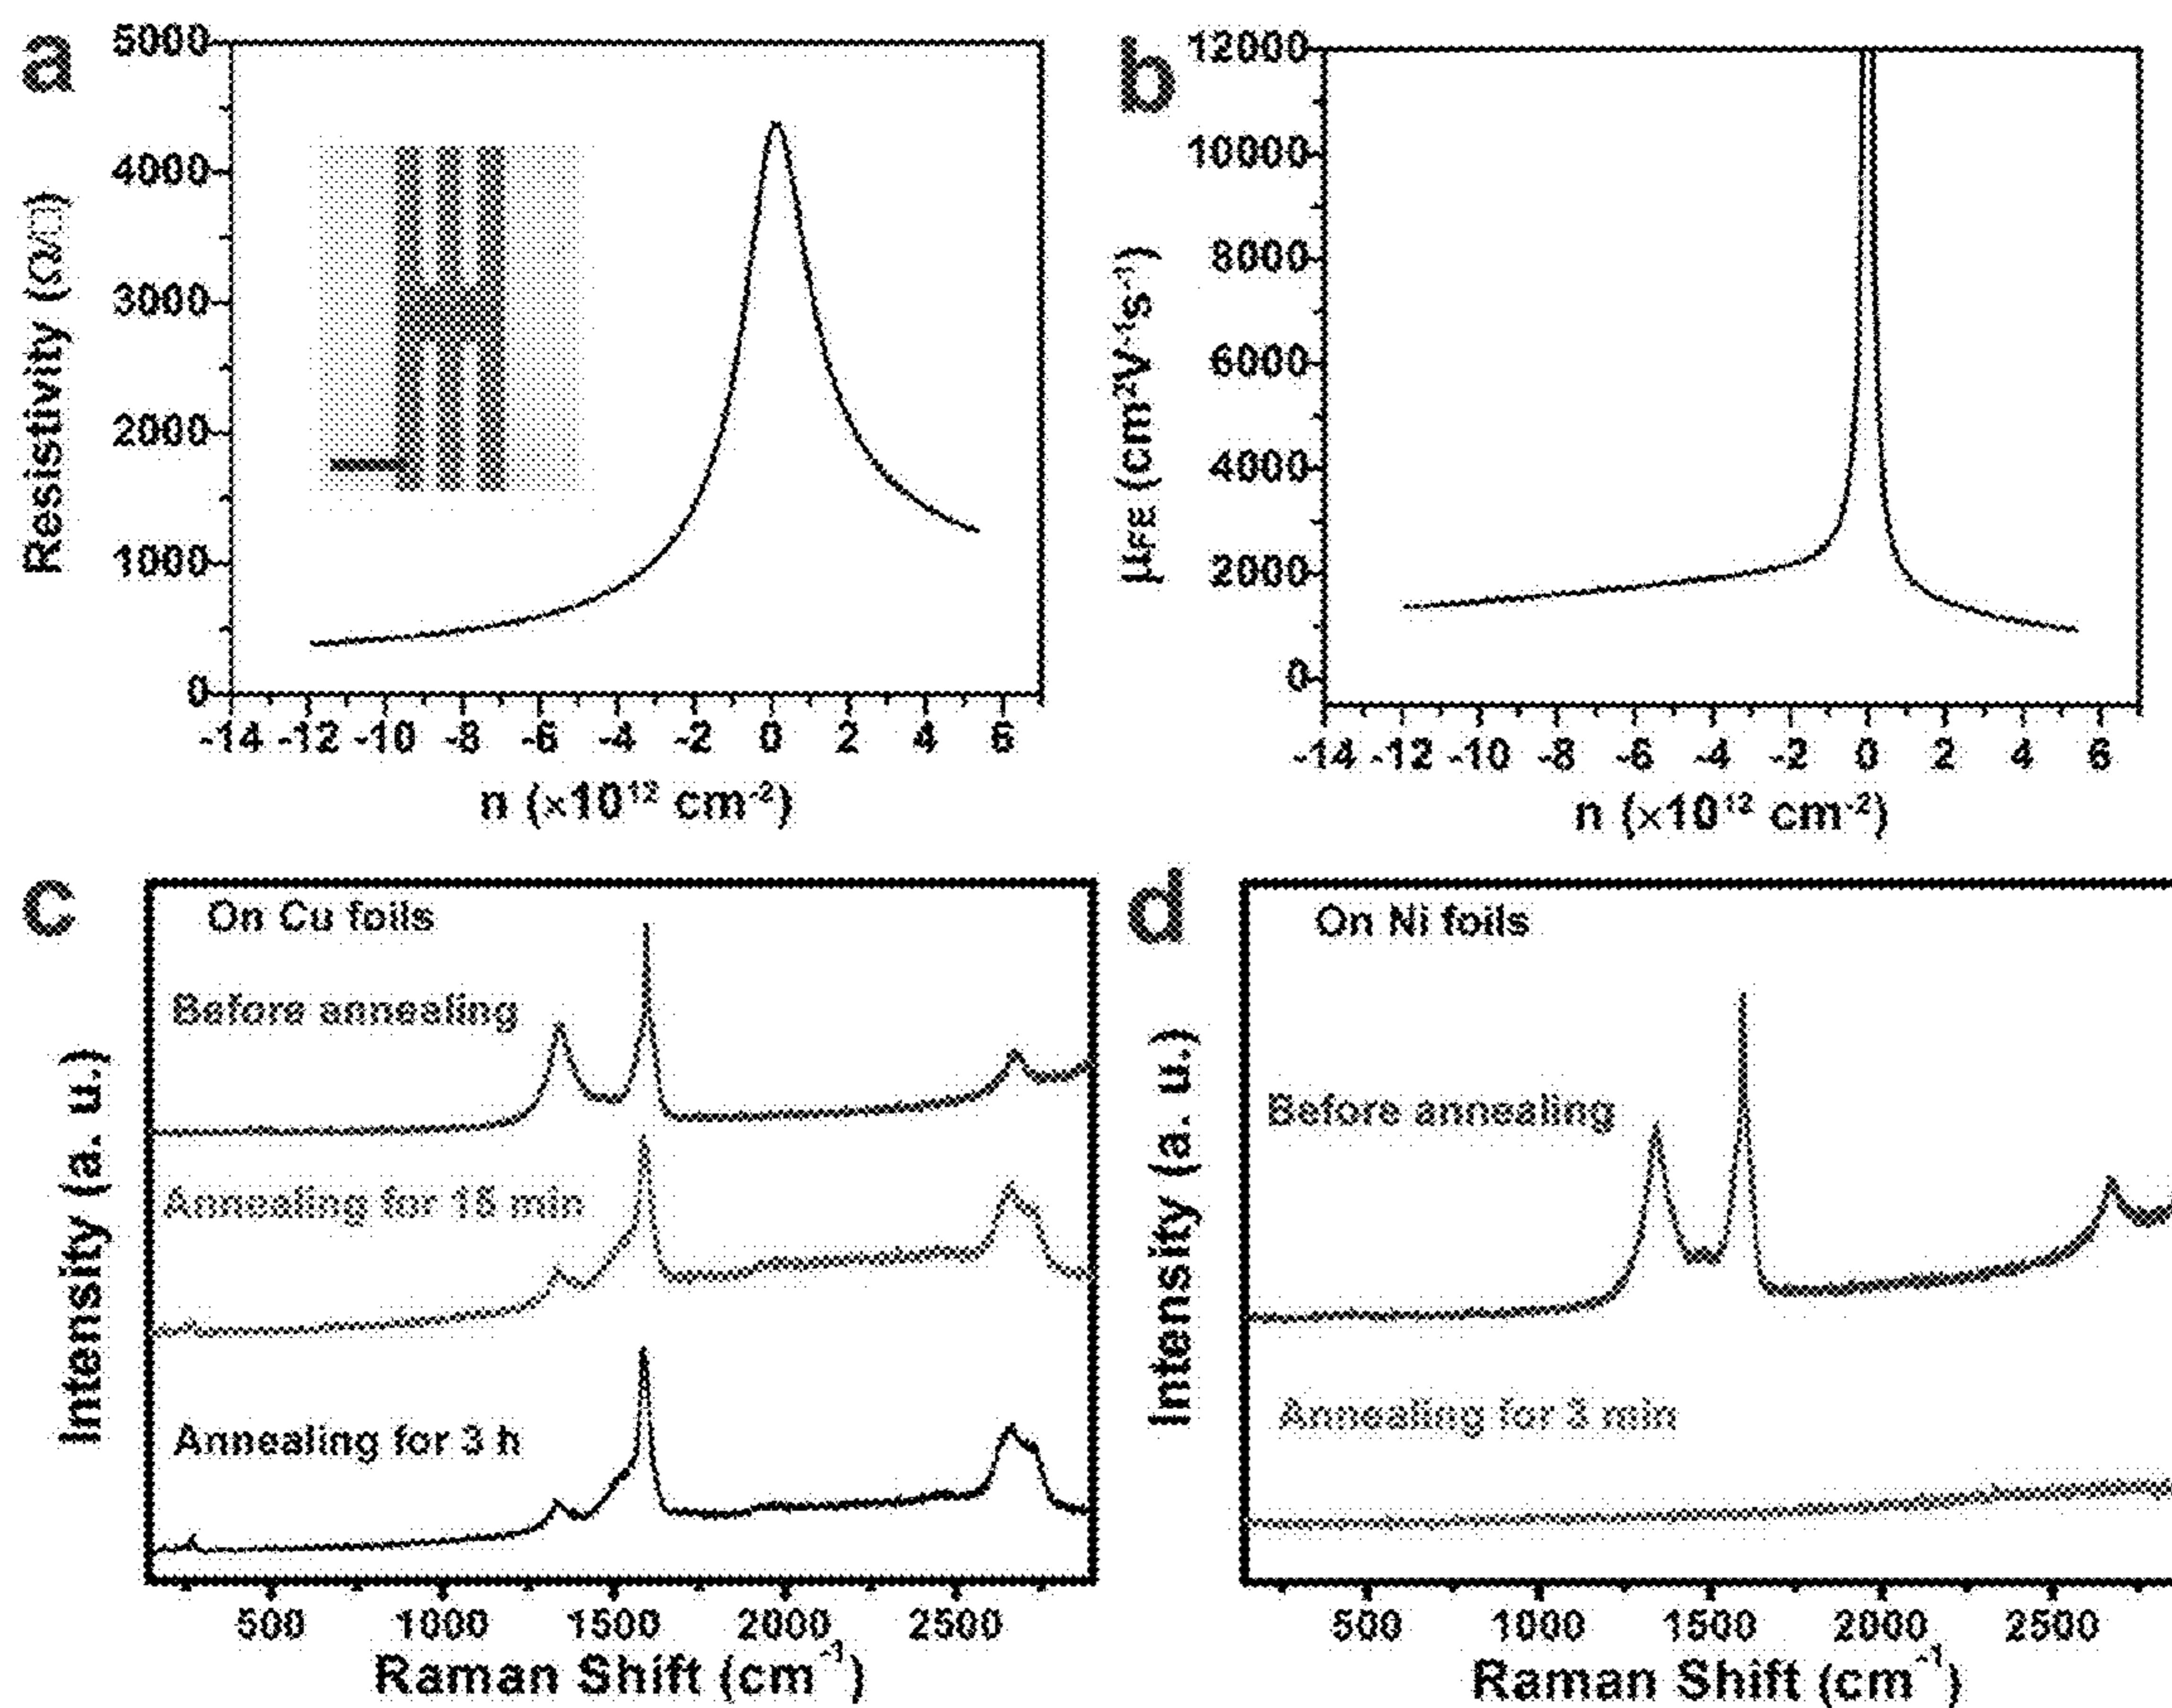 a
5000
4000
3000
2000
1000
0
Resistivity (Ω/□)
-14 -12 -10 -8 -6 -4 -2 0 2 4 6
n (×10¹² cm⁻²)
b
12000
10000
8000
6000
4000
2000
0
μFE (cm²V⁻¹s⁻¹)
-14 -12 -10 -8 -6 -4 -2 0 2 4 6
n (×10¹² cm⁻²)
c
On Cu foils
Before annealing
Annealing for 15 min
Annealing for 3 h
Intensity (a. u.)
500 1000 1500 2000 2500
Raman Shift (cm⁻¹)
d
On Ni foils
Before annealing
Annealing for 3 min
Intensity (a. u.)
500 1000 1500 2000 2500
Raman Shift (cm⁻¹)